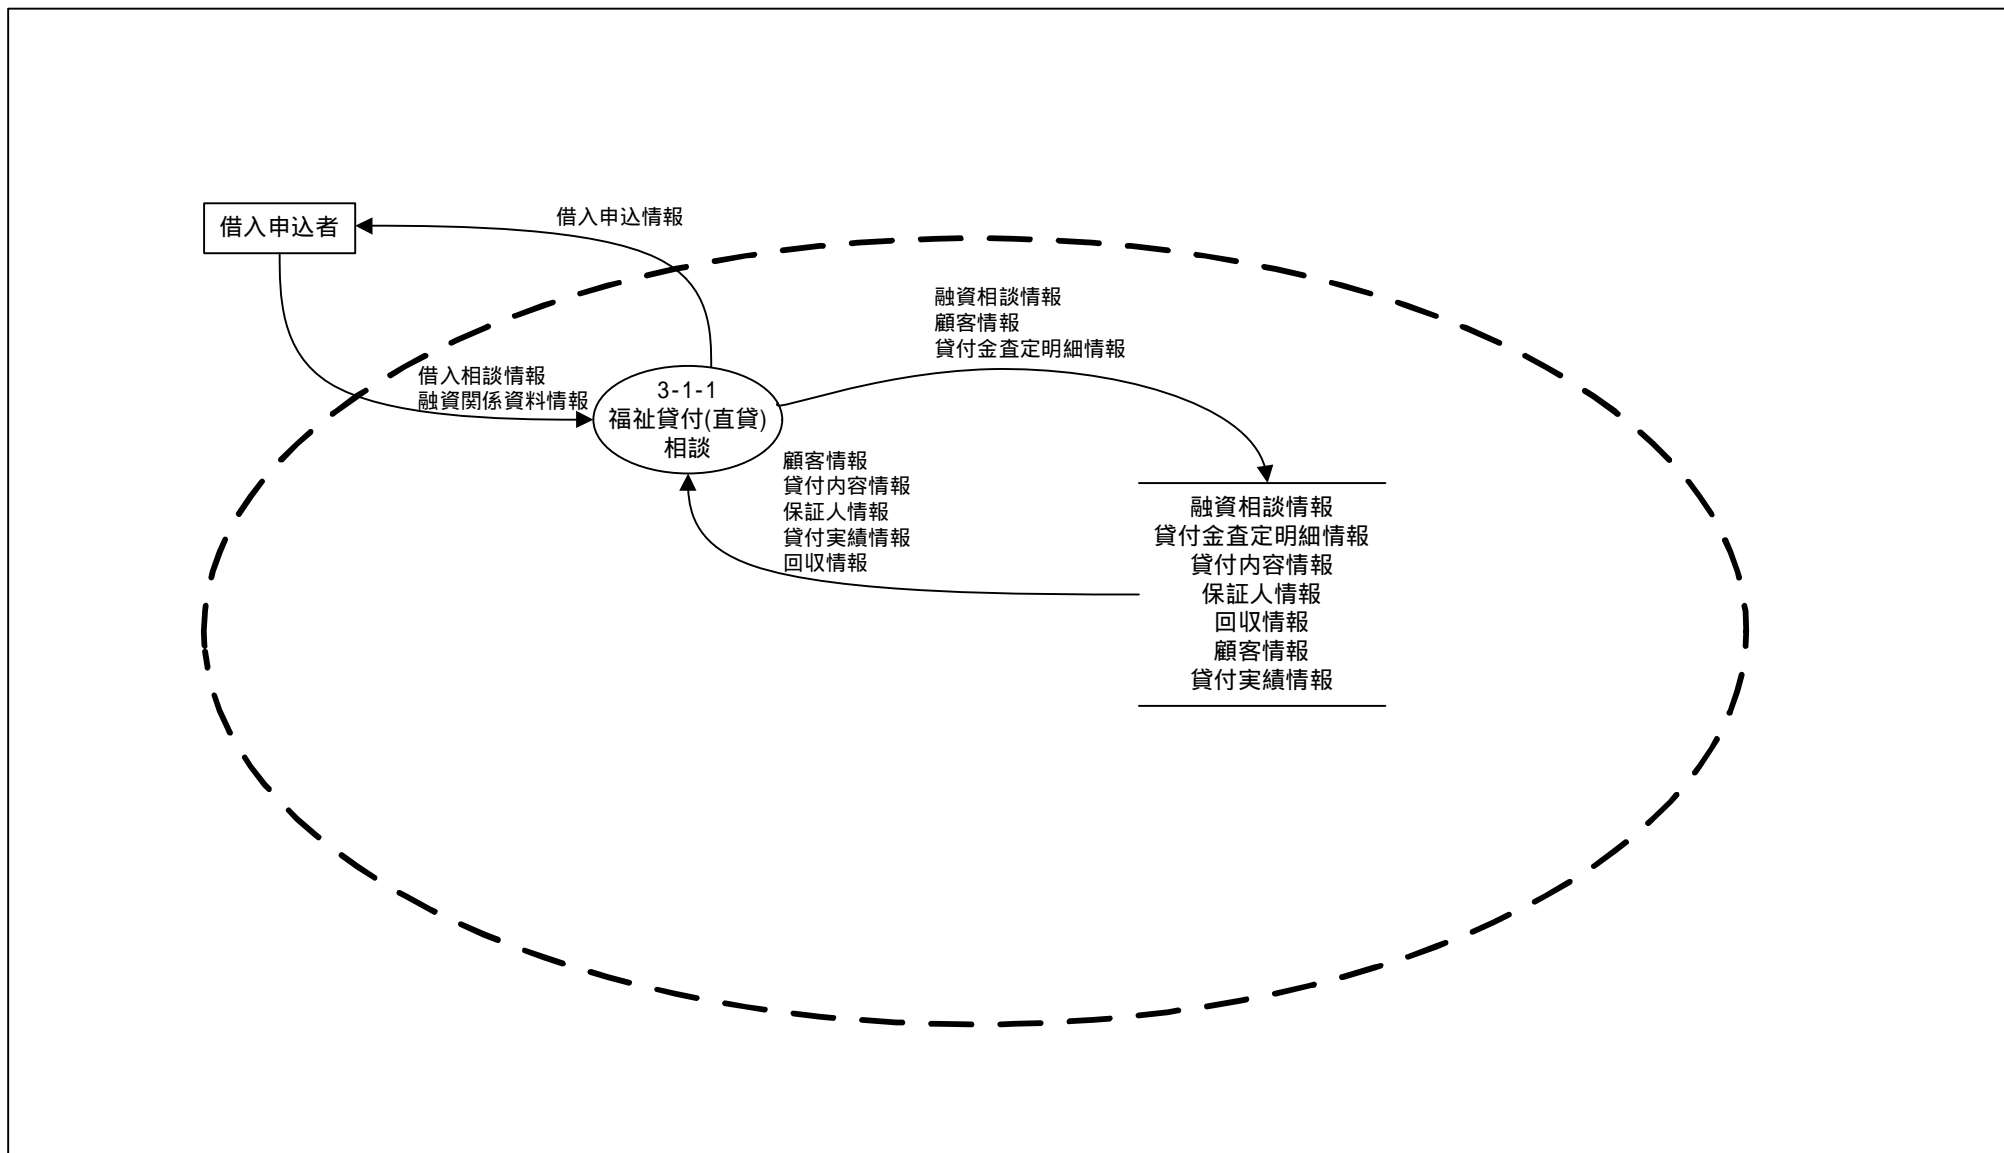 借入申込者
借入申込情報
融資相談情報
顧客情報
貸付金査定明細情報
借入相談情報
融資関係資料情報
3-1-1
福祉貸付(直貸)
相談
顧客情報
貸付内容情報
保証人情報
貸付実績情報
回収情報
融資相談情報
貸付金査定明細情報
貸付内容情報
保証人情報
回収情報
顧客情報
貸付実績情報